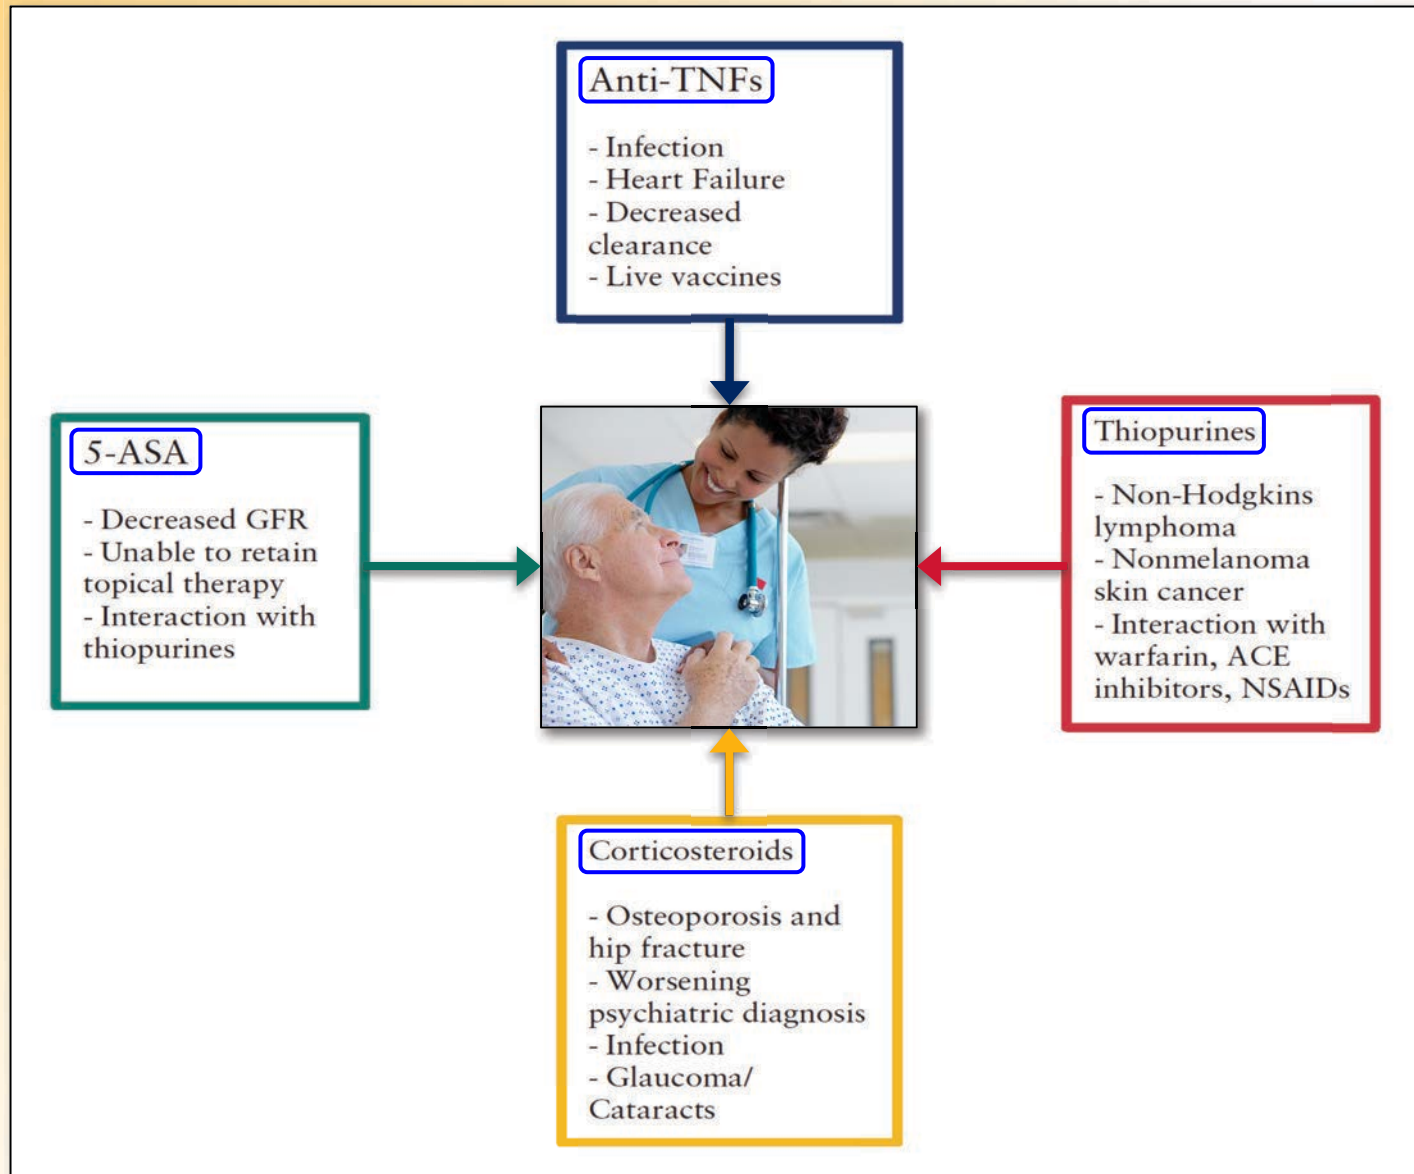 Anti-TNFs
- Infection
- Heart Failure
- Decreased
clearance
- Live vaccines
5-ASA
- Decreased GFR
- Unable to retain
topical therapy
- Interaction with
thiopurines
Thiopurines
- Non-Hodgkins
lymphoma
- Nonmelanoma
skin cancer
- Interaction with
warfarin, ACE
inhibitors, NSAIDs
Corticosteroids
- Osteoporosis and
hip fracture
- Worsening
psychiatric diagnosis
- Infection
- Glaucoma/
Cataracts